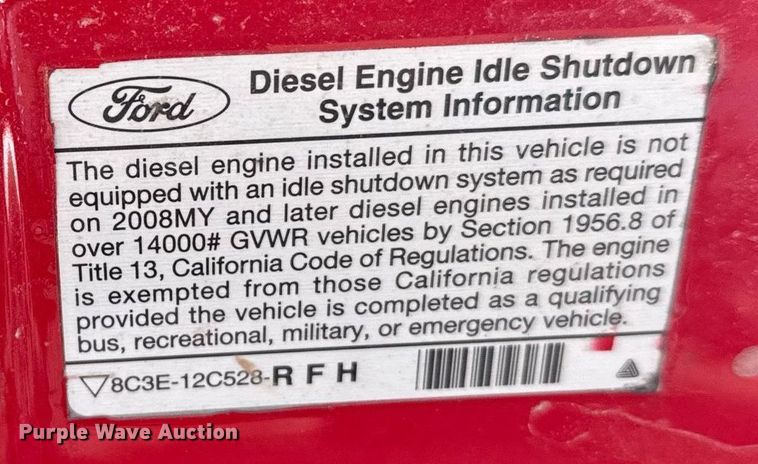 Ford
Diesel Engine Idle Shutdown
System Information
The diesel engine installed in this vehicle is not
equipped with an idle shutdown system as required
on 2008MY and later diesel engines installed in
over 14000# GVWR vehicles by Section 1956.8 of
Title 13, California Code of Regulations. The engine
is exempted from those California regulations
provided the vehicle is completed as a qualifying
bus, recreational, military, or emergency vehicle.
8C3E-12C528-R F H
Purple Wave Auction